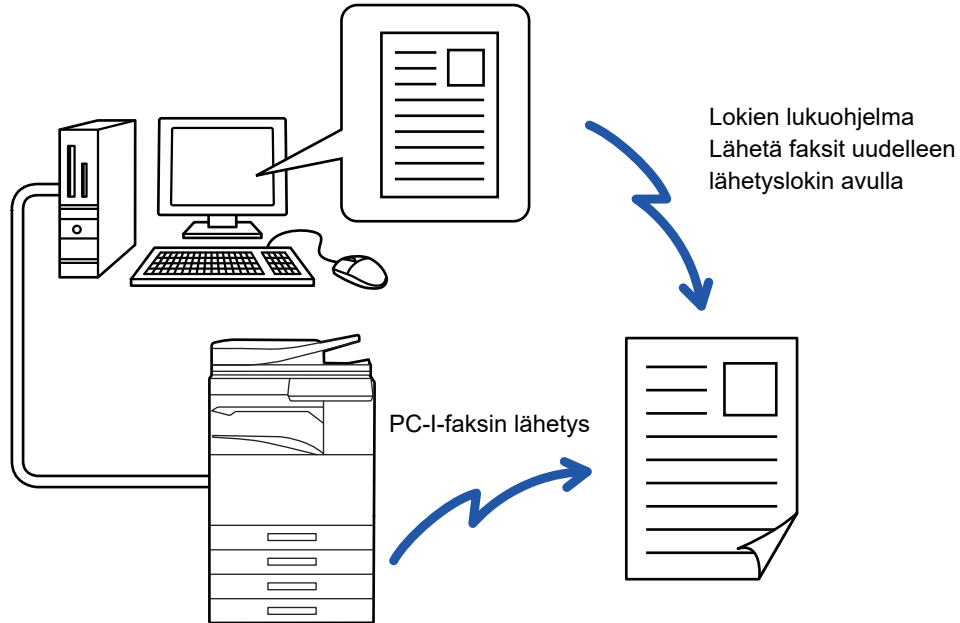 Lokien lukuohjelma
Lähetä faksit uudelleen
lähetyslokin avulla
PC-I-faksin lähetys